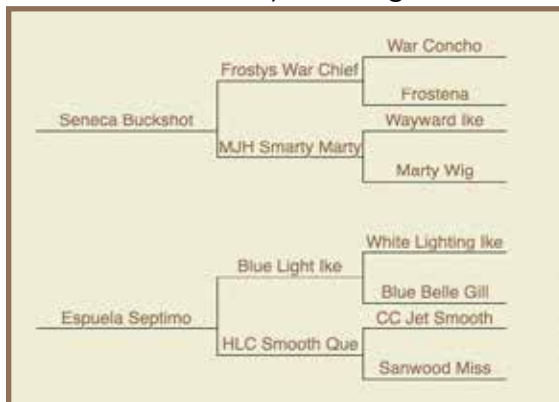 War Concho
Frostys War Chief
Frostena
Seneca Buckshot
Wayward Ike
MJH Smarty Marty
Marty Wig
White Lighting Ike
Blue Light Ike
Blue Belle Gill
Espuela Septimo
CC Jet Smooth
HLC Smooth Que
Sanwood Miss